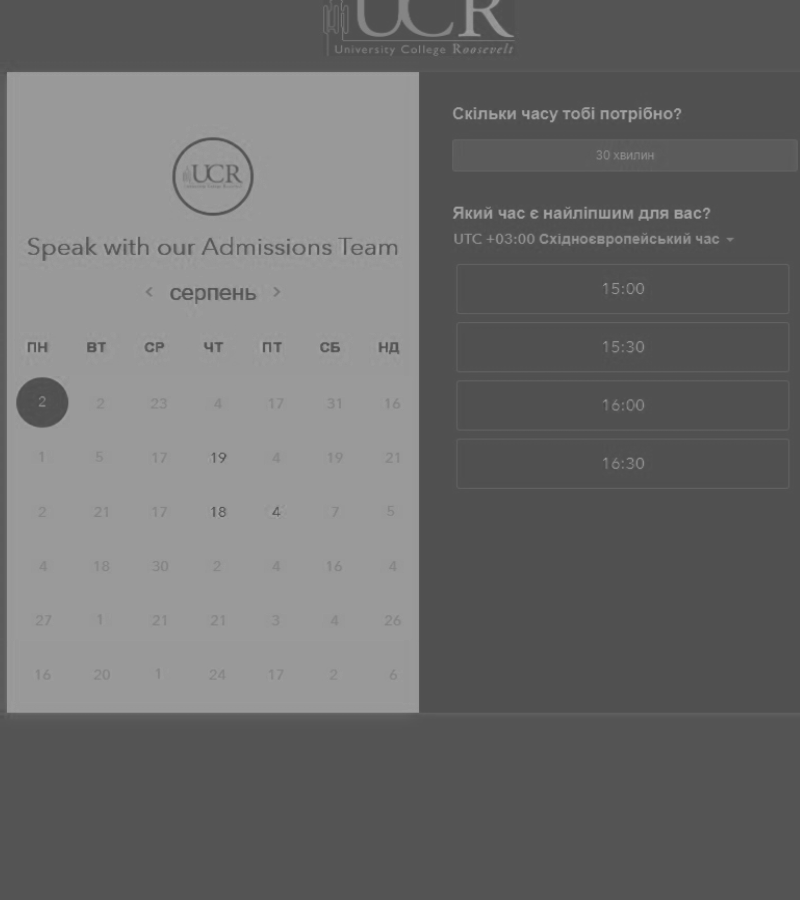 UCR
University College Roosevelt
UCR
Speak with our Admissions Team
< серпень >
ПН ВТ СР ЧТ ПТ СБ НД
2 2 23 4 17 31 16
1 5 17 19 4 19 21
2 21 17 18 4 7 5
4 18 30 2 4 16 4
27 1 21 21 3 4 26
16 20 1 24 17 2 6
Скільки часу тобі потрібно?
30 хвилин
Який час є найліпшим для вас?
UTC +03:00 Східноєвропейський час
15:00
15:30
16:00
16:30